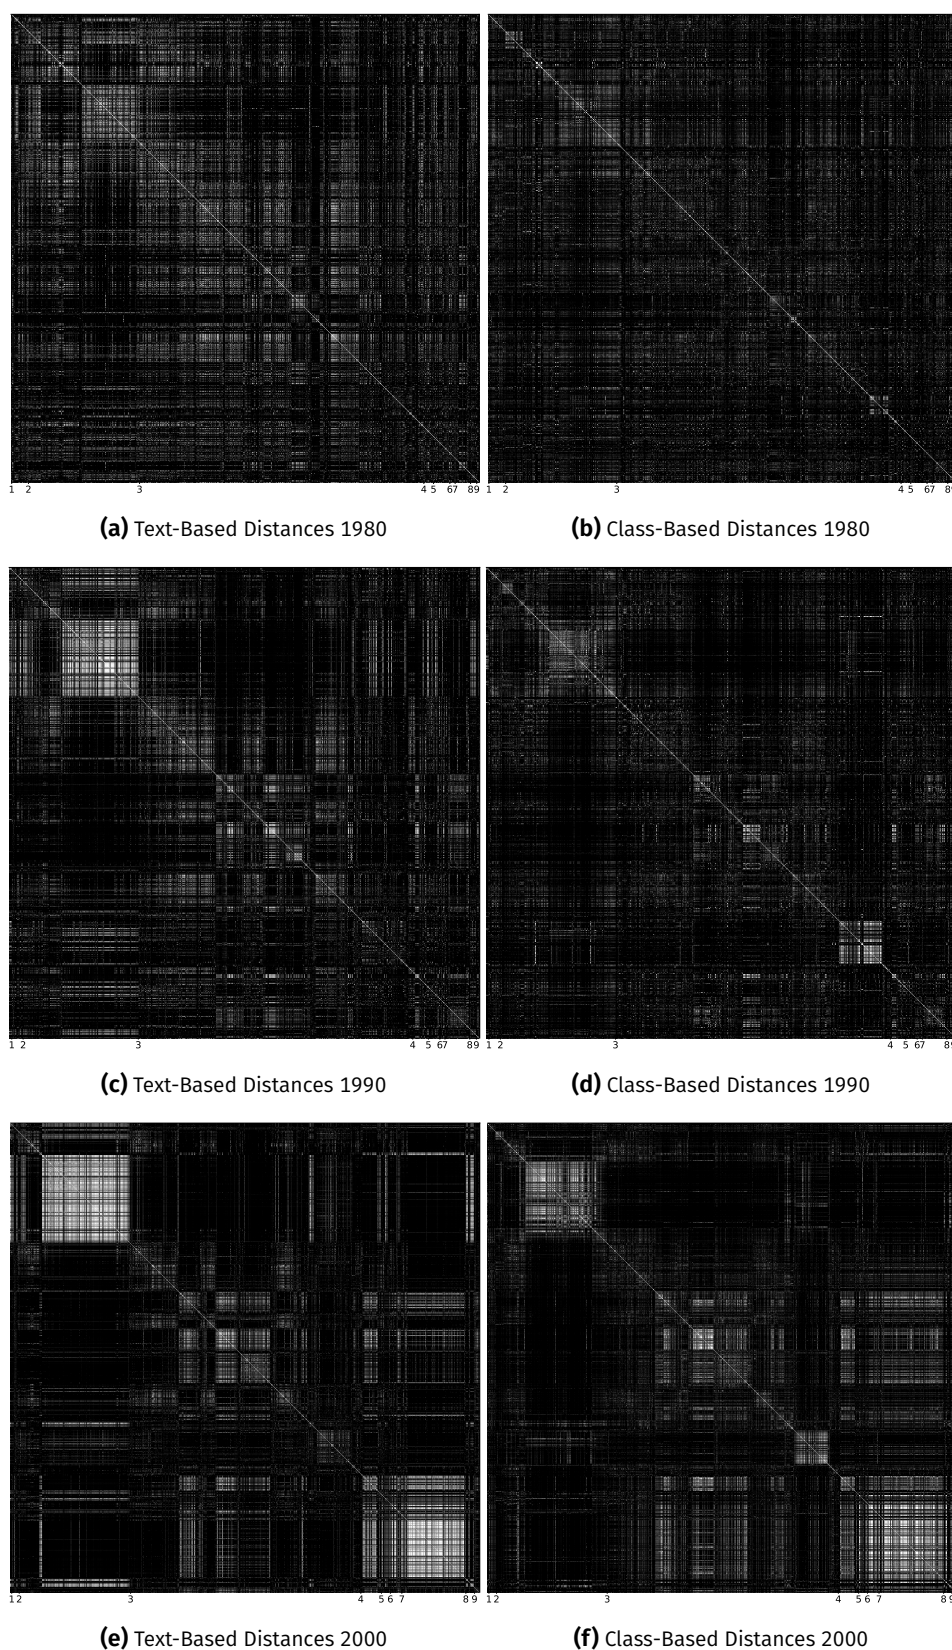 1 2 3 4 5 67 89
1 2 3 4 5 67 89
(a) Text-Based Distances 1980
(b) Class-Based Distances 1980
1 2 3 4 5 67 89
1 2 3 4 5 67 8
(c) Text-Based Distances 1990
(d) Class-Based Distances 1990
12 3 4 5 6 7 8 9
12 3 4 5 6 7 8 9
(e) Text-Based Distances 2000
(f) Class-Based Distances 2000